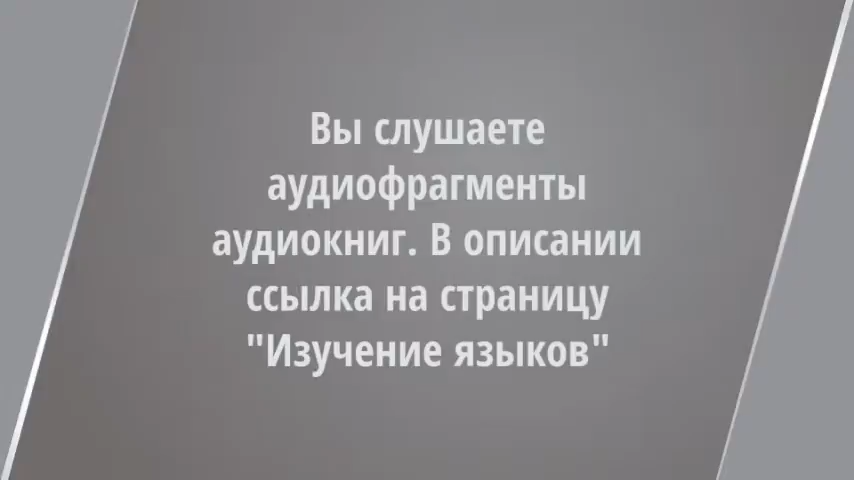 Вы слушаете
аудиофрагменты
аудиокниг. В описании
ссылка на страницу
"Изучение языков"